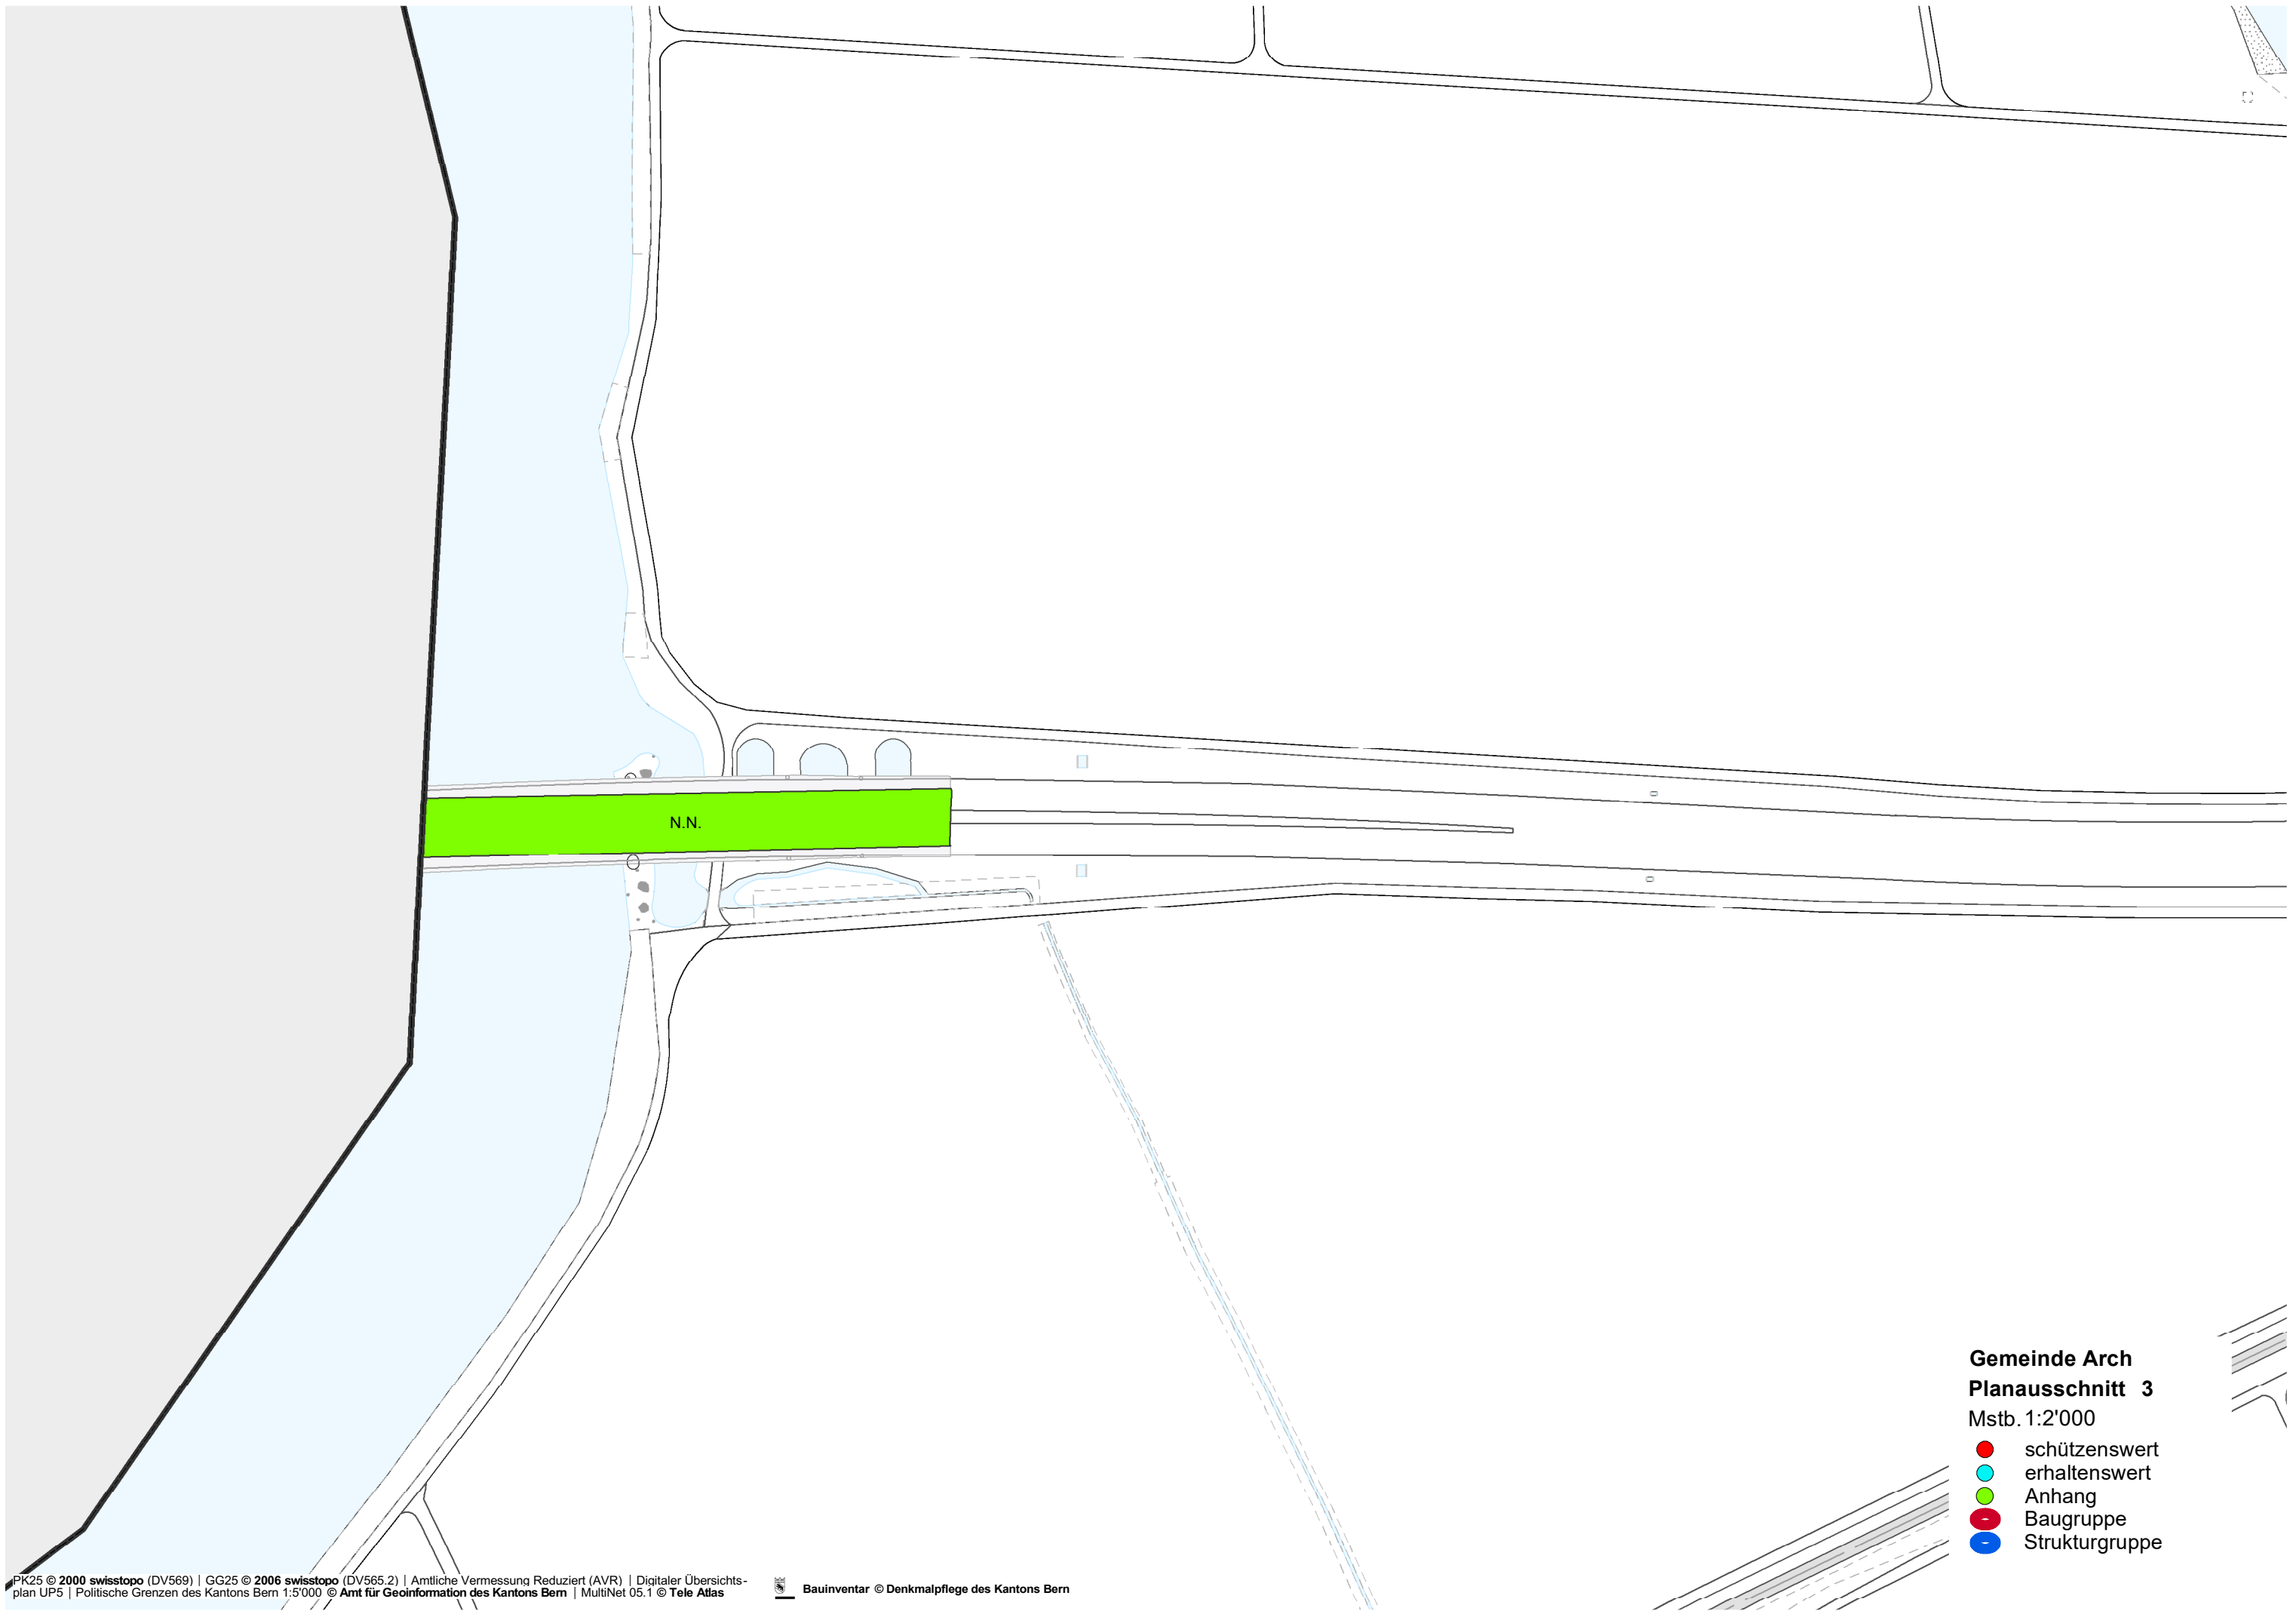 N.N.
Gemeinde Arch
Planausschnitt 3
Mstb. 1:2'000
schützenswert
erhaltenswert
Anhang
Baugruppe
Strukturgruppe
PK25 © 2000 swisstopo (DV569) | GG25 © 2006 swisstopo (DV565.2) | Amtliche Vermessung Reduziert (AVR) | Digitaler Übersichts-
plan UP5 | Politische Grenzen des Kantons Bern 1:5'000 © Amt für Geoinformation des Kantons Bern | MultiNet 05.1 © Tele Atlas
Bauinventar © Denkmalpflege des Kantons Bern